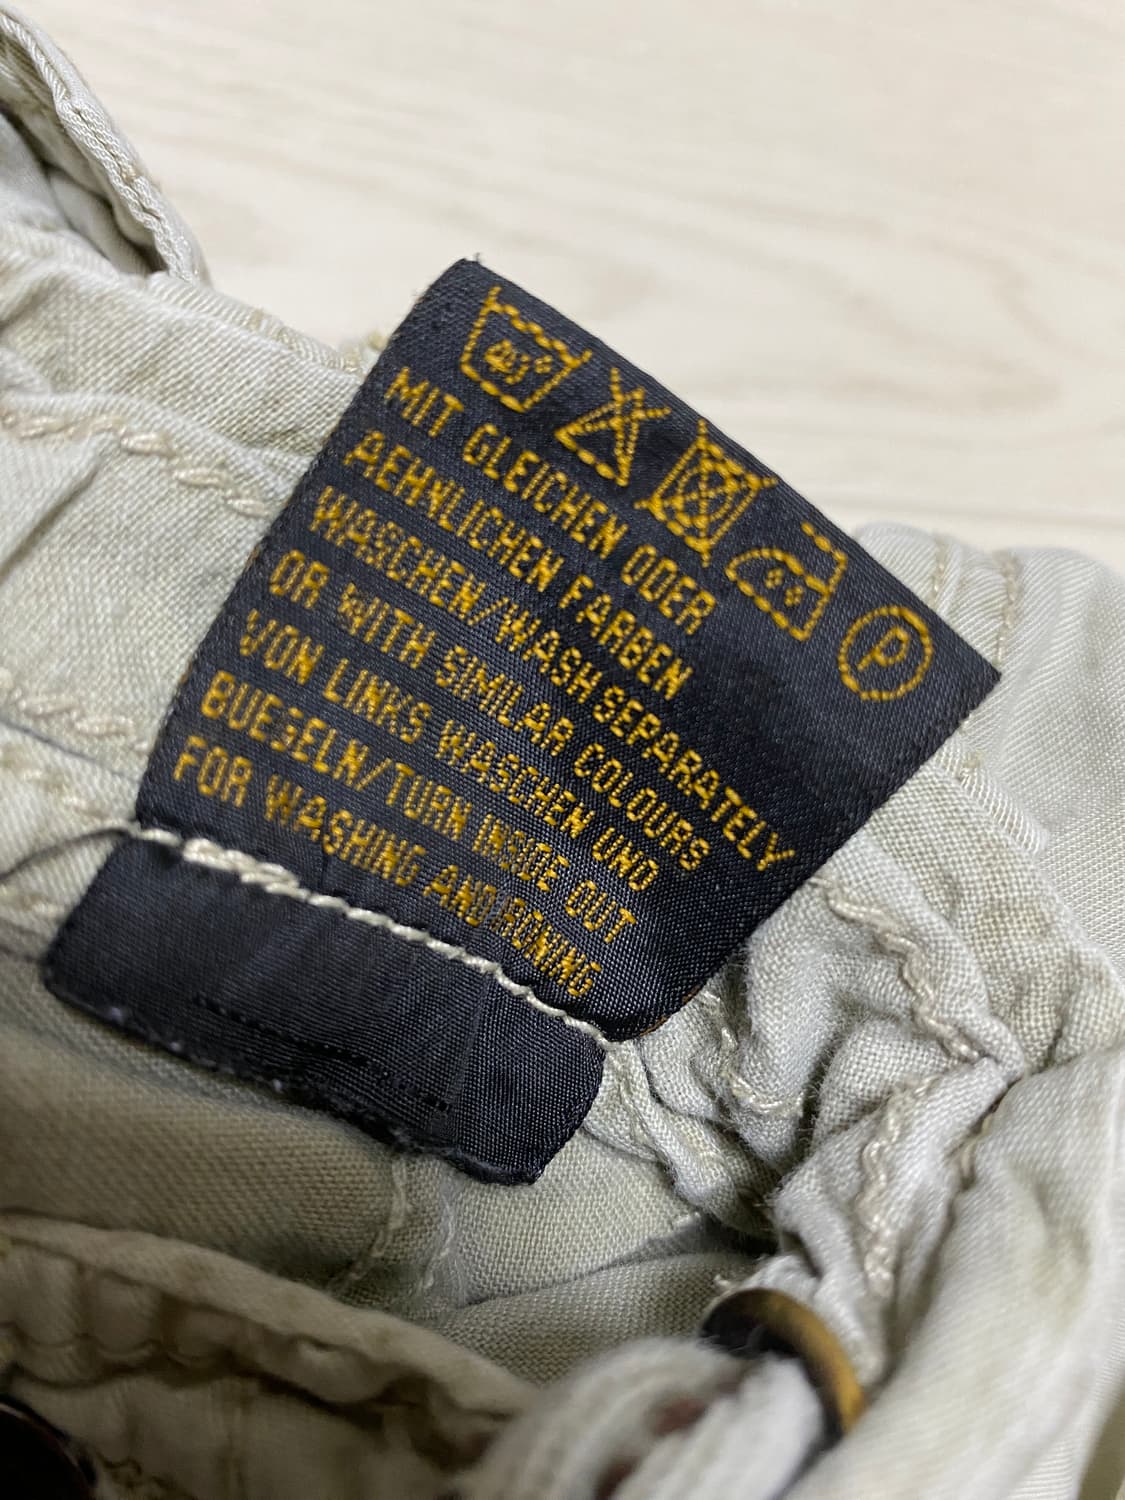 MIT GLEICHEN ODER
AEHNLICHEN FARBEN
WASCHEN/WASH SEPARATELY
OR WITH SIMILAR COLOURS
VON LINKS WASCHEN UND
BUEGELN/TURN INSIDE OUT
FOR WASHING AND IRONING
P